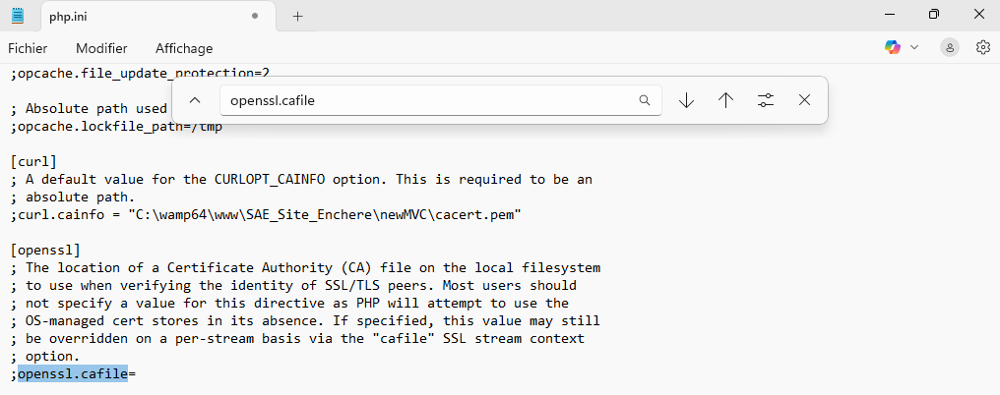 php.ini
Fichier Modifier Affichage
;opcache.file_update_protection=2
openssl.cafile
; Absolute path used
;opcache.lockfile_path=/tmp
[curl]
; A default value for the CURLOPT_CAINFO option. This is required to be an
; absolute path.
;curl.cainfo = "C:\wamp64\www\SAE_Site_Enchere\newMVC\cacert.pem"
[openssl]
; The location of a Certificate Authority (CA) file on the local filesystem
; to use when verifying the identity of SSL/TLS peers. Most users should
; not specify a value for this directive as PHP will attempt to use the
; OS-managed cert stores in its absence. If specified, this value may still
; be overridden on a per-stream basis via the "cafile" SSL stream context
; option.
;openssl.cafile=